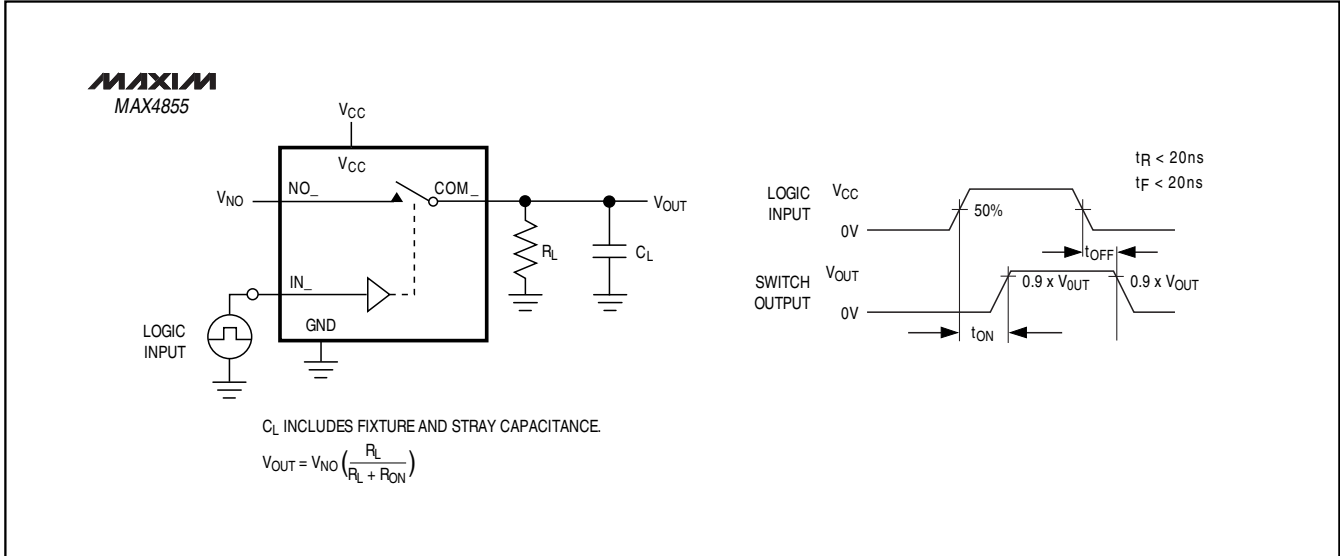 MAXIM
MAX4855
VCC
VCC
VNO
NO_
COM_
VOUT
RL
CL
IN_
GND
LOGIC
INPUT
CL INCLUDES FIXTURE AND STRAY CAPACITANCE.
VOUT = VNO (RL / RL + RON)
tR < 20ns
tF < 20ns
LOGIC
INPUT
VCC
50%
0V
tOFF
SWITCH
OUTPUT
VOUT
0.9 x V0UT
0.9 x VOUT
0V
tON